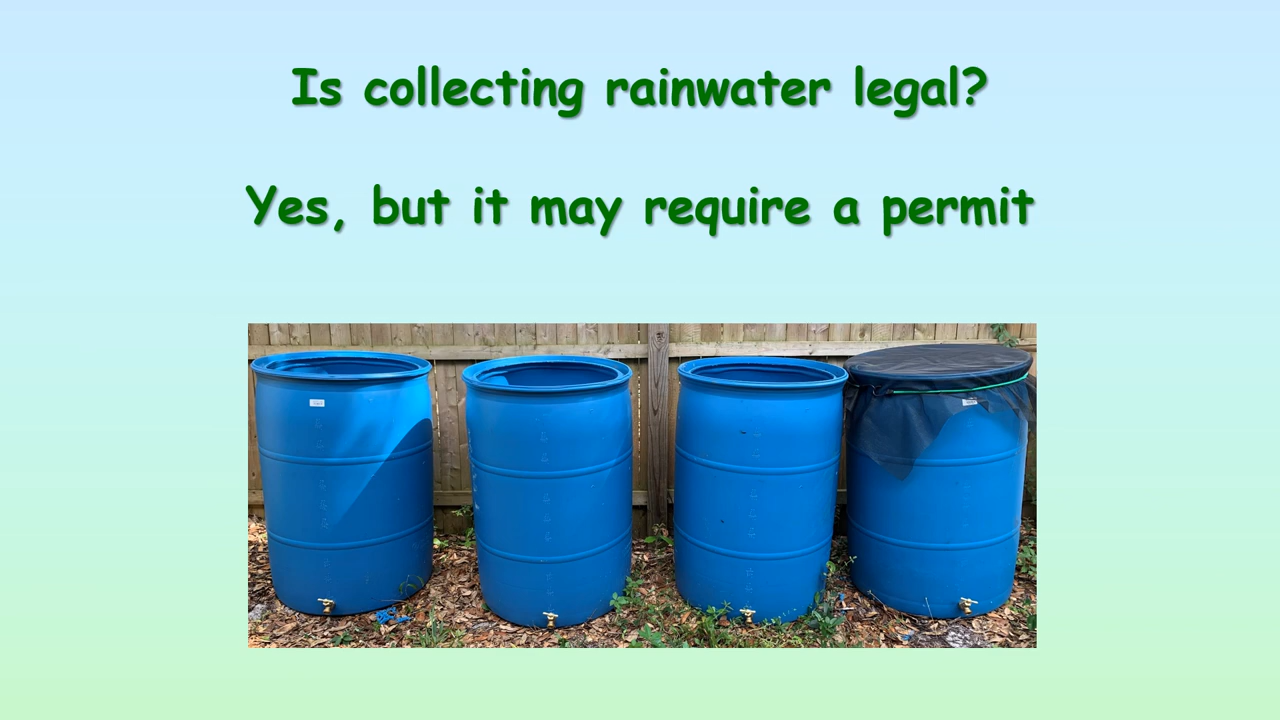 Is collecting rainwater legal?
Yes, but it may require a permit